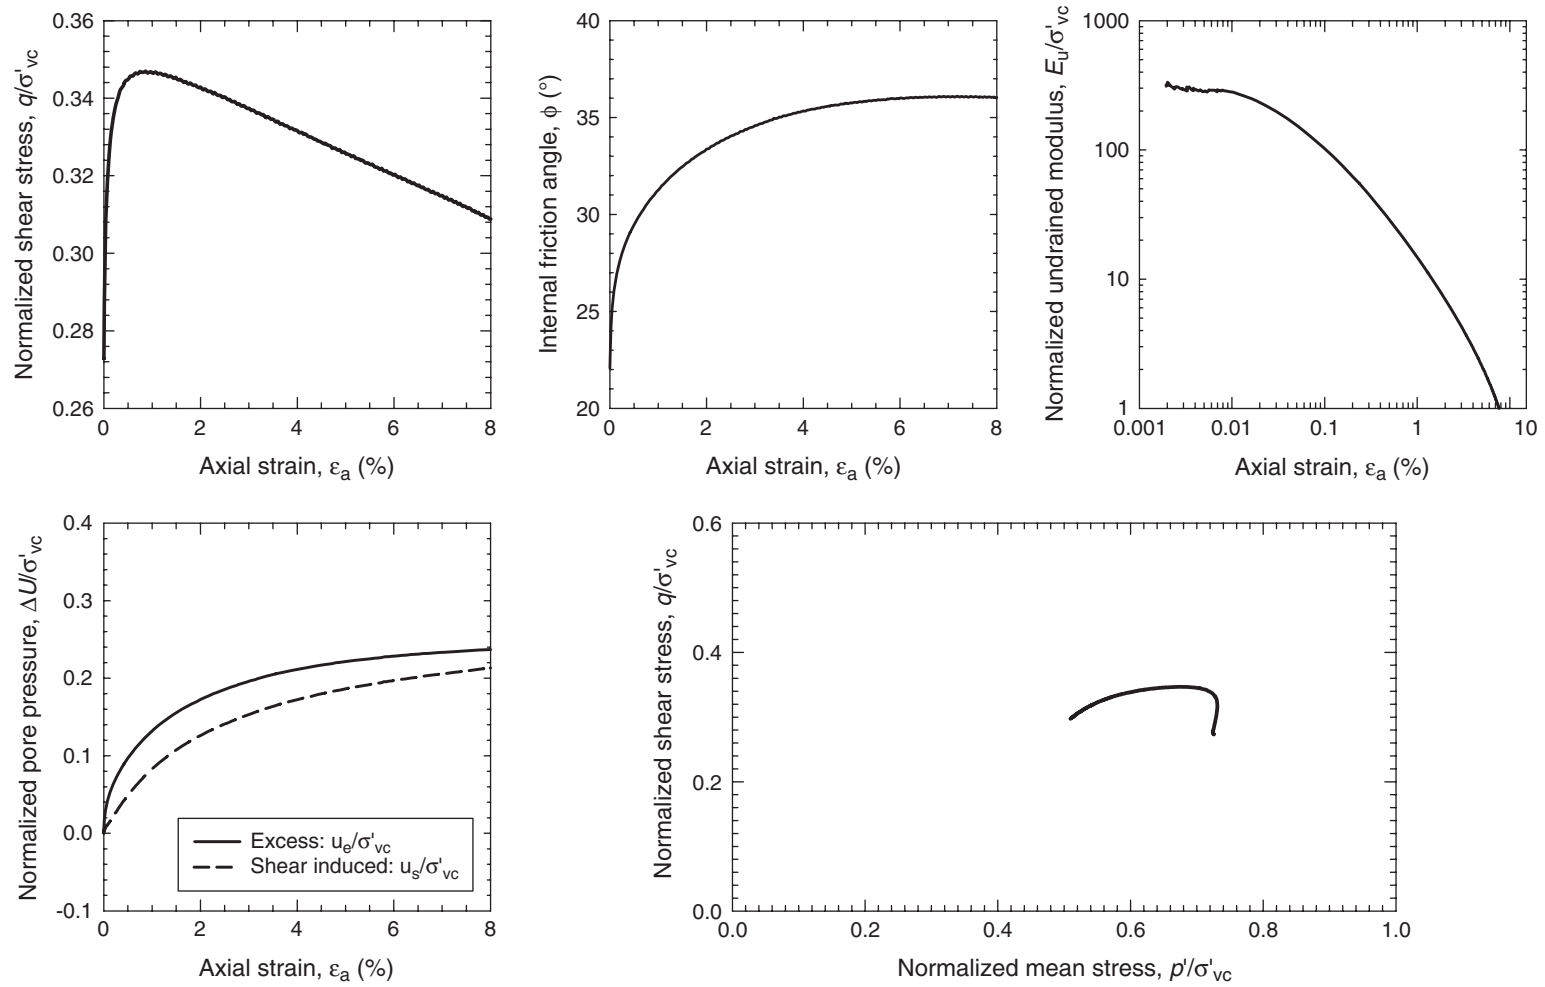 Normalized shear stress, q/σ'vc
0.36
0.34
0.32
0.30
0.28
0.26
0 2 4 6 8
Axial strain, εa (%)
Internal friction angle, ϕ (°)
40
35
30
25
20
0 2 4 6 8
Axial strain, εa (%)
Normalized undrained modulus, Eu/σ'vc
1000
100
10
1
0.001 0.01 0.1 1 10
Axial strain, εa (%)
Normalized pore pressure, ΔU/σ'vc
0.4
0.3
0.2
0.1
0.0
-0.1
Excess: ue/σ'vc
Shear induced: us/σ'vc
0 2 4 6 8
Axial strain, εa (%)
Normalized shear stress, q/σ'vc
0.6
0.4
0.2
0.0
0.0 0.2 0.4 0.6 0.8 1.0
Normalized mean stress, p'/σ'vc